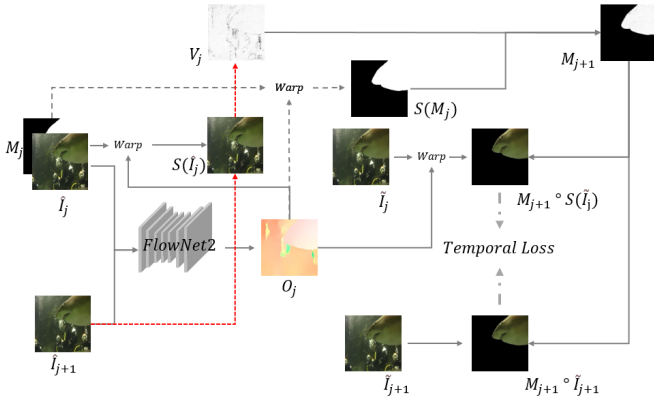 V_j
M_{j+1}
Warp
S(M_j)
M_j
Warp
S(Î_j)
Î_j
Warp
Ĩ_j
M_{j+1} ∘ S(Ĩ_j)
FlowNet2
Temporal Loss
O_j
Î_{j+1}
Ĩ_{j+1}
M_{j+1} ∘ Ĩ_{j+1}